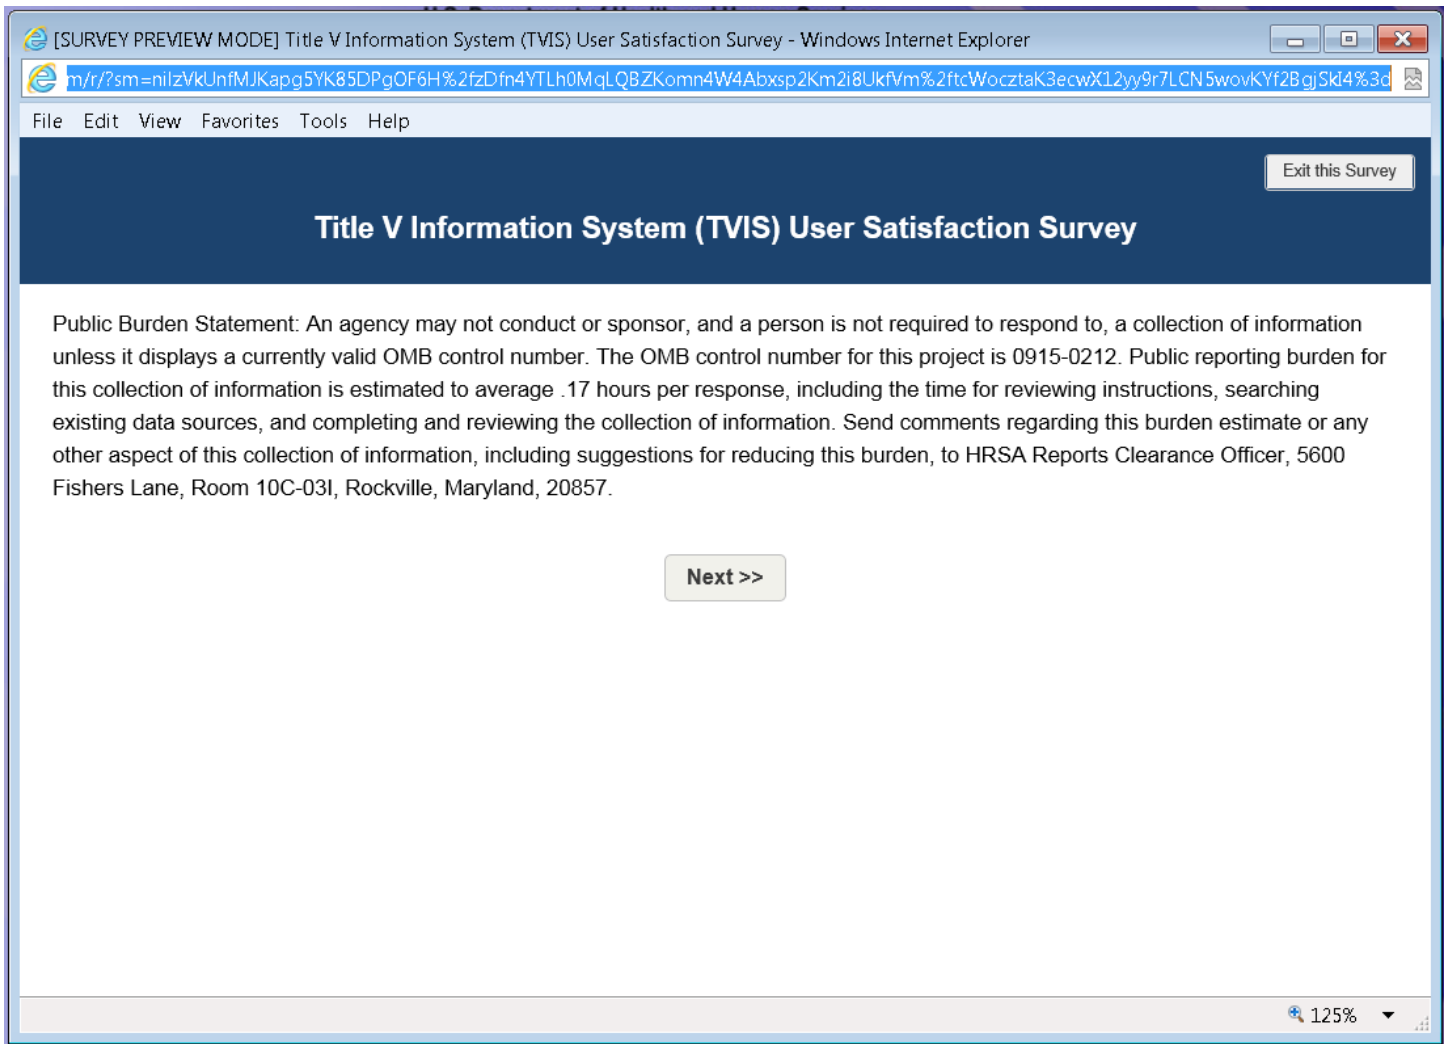 [SURVEY PREVIEW MODE] Title V Information System (TVIS) User Satisfaction Survey - Windows Internet Explorer
m/r/?sm=nilzVkUnfMJKapg5YK85DPgOF6H%2fzDfn4YTLh0MqLQBZKomn4W4Abxsp2Km2i8UkfVm%2ftcWocztaK3ecwX12yy9r7LCN5wovKYf2BgjSkI4%3d
File Edit View Favorites Tools Help
Exit this Survey
Title V Information System (TVIS) User Satisfaction Survey
Public Burden Statement: An agency may not conduct or sponsor, and a person is not required to respond to, a collection of information
unless it displays a currently valid OMB control number. The OMB control number for this project is 0915-0212. Public reporting burden for
this collection of information is estimated to average .17 hours per response, including the time for reviewing instructions, searching
existing data sources, and completing and reviewing the collection of information. Send comments regarding this burden estimate or any
other aspect of this collection of information, including suggestions for reducing this burden, to HRSA Reports Clearance Officer, 5600
Fishers Lane, Room 10C-03I, Rockville, Maryland, 20857.
Next >>
125%